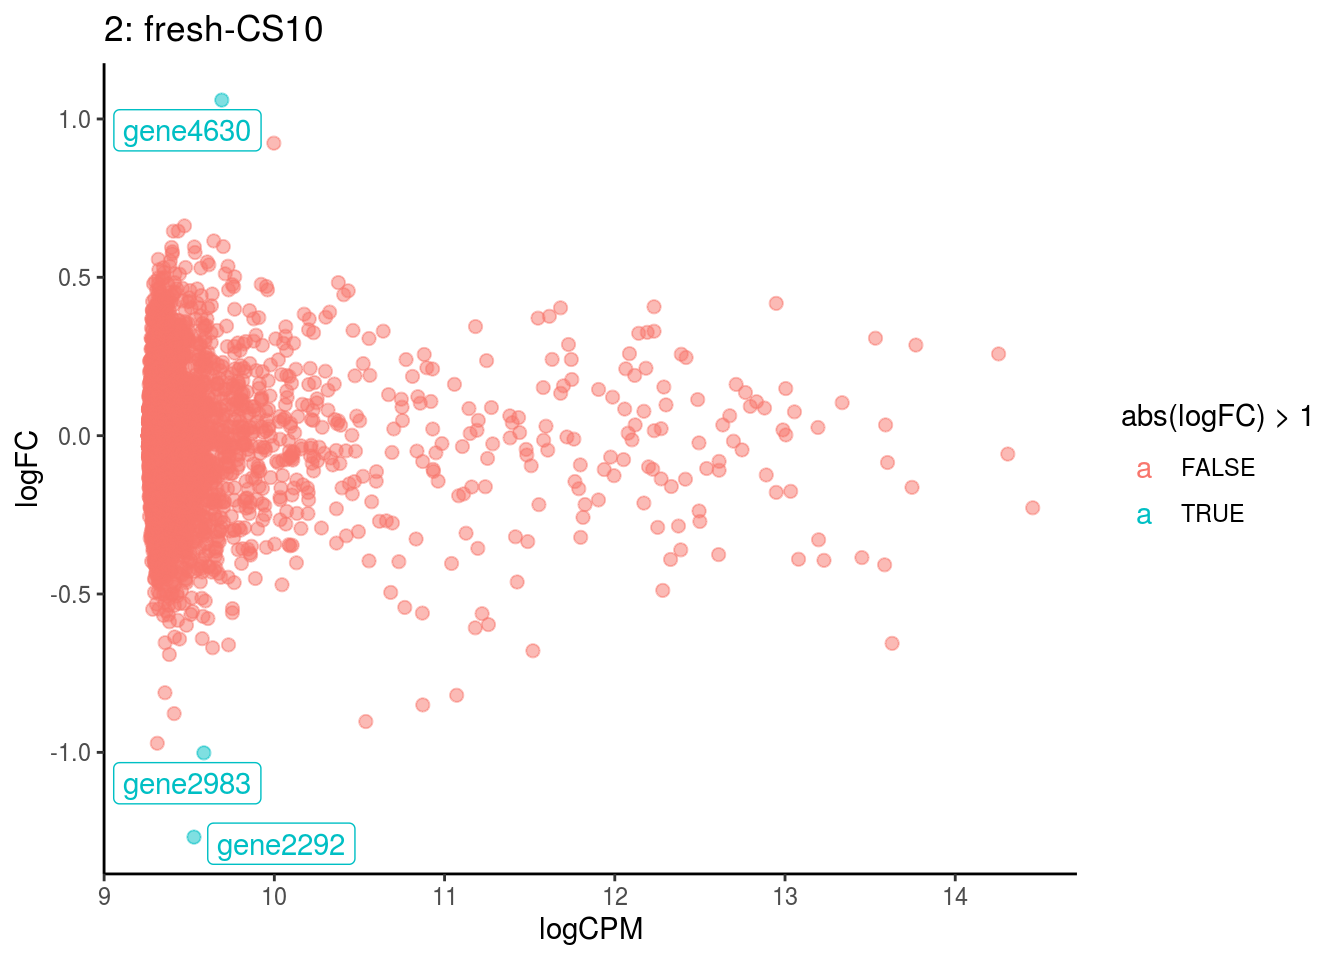 2: fresh-CS10
1.0
0.5
0.0
-0.5
-1.0
logFC
gene4630
gene2983
gene2292
9
10
11
12
13
14
logCPM
abs(logFC) > 1
a FALSE
a TRUE